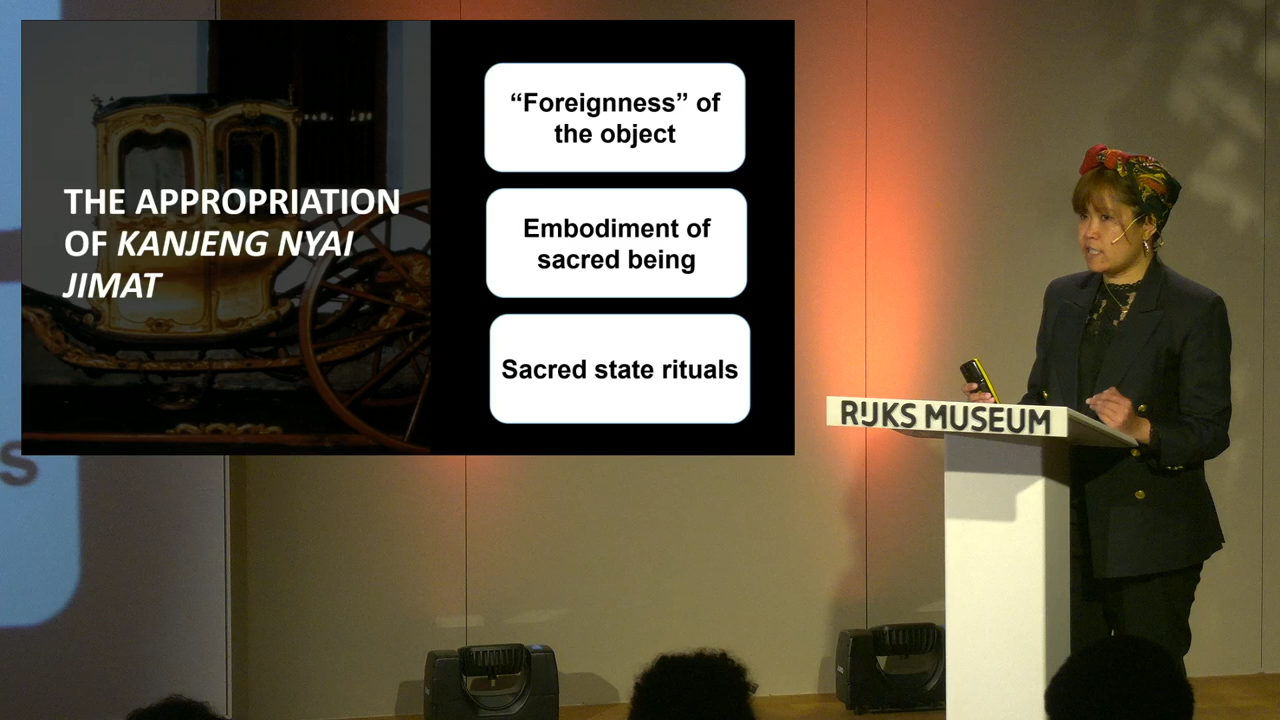 THE APPROPRIATION
OF KANJENG NYAI
JIMAT
“Foreignness” of
the object
Embodiment of
sacred being
Sacred state rituals
RIJKS MUSEUM
s